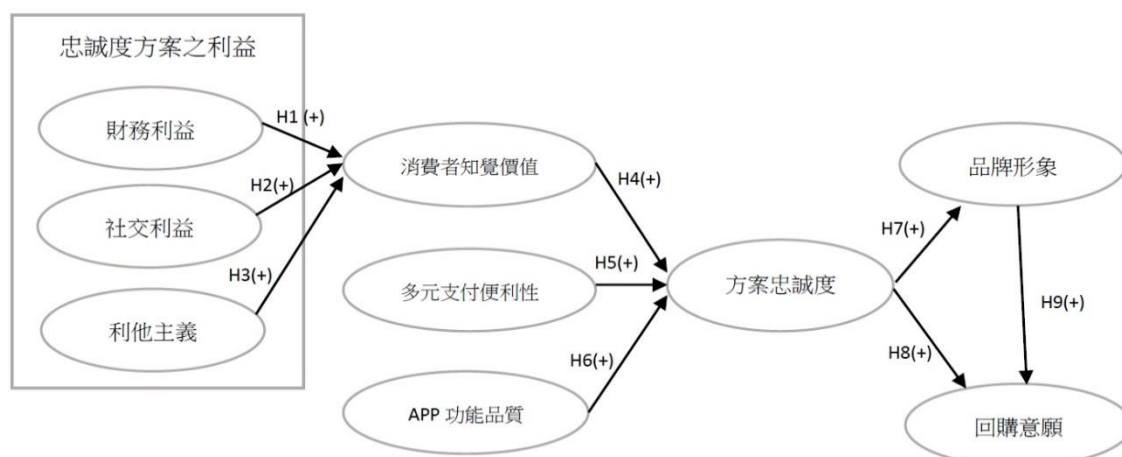 忠誠度方案之利益
財務利益
社交利益
利他主義
H1 (+)
H2(+)
H3(+)
消費者知覺價值
多元支付便利性
APP 功能品質
H4(+)
H5(+)
H6(+)
方案忠誠度
H7(+)
H8(+)
品牌形象
H9(+)
回購意願